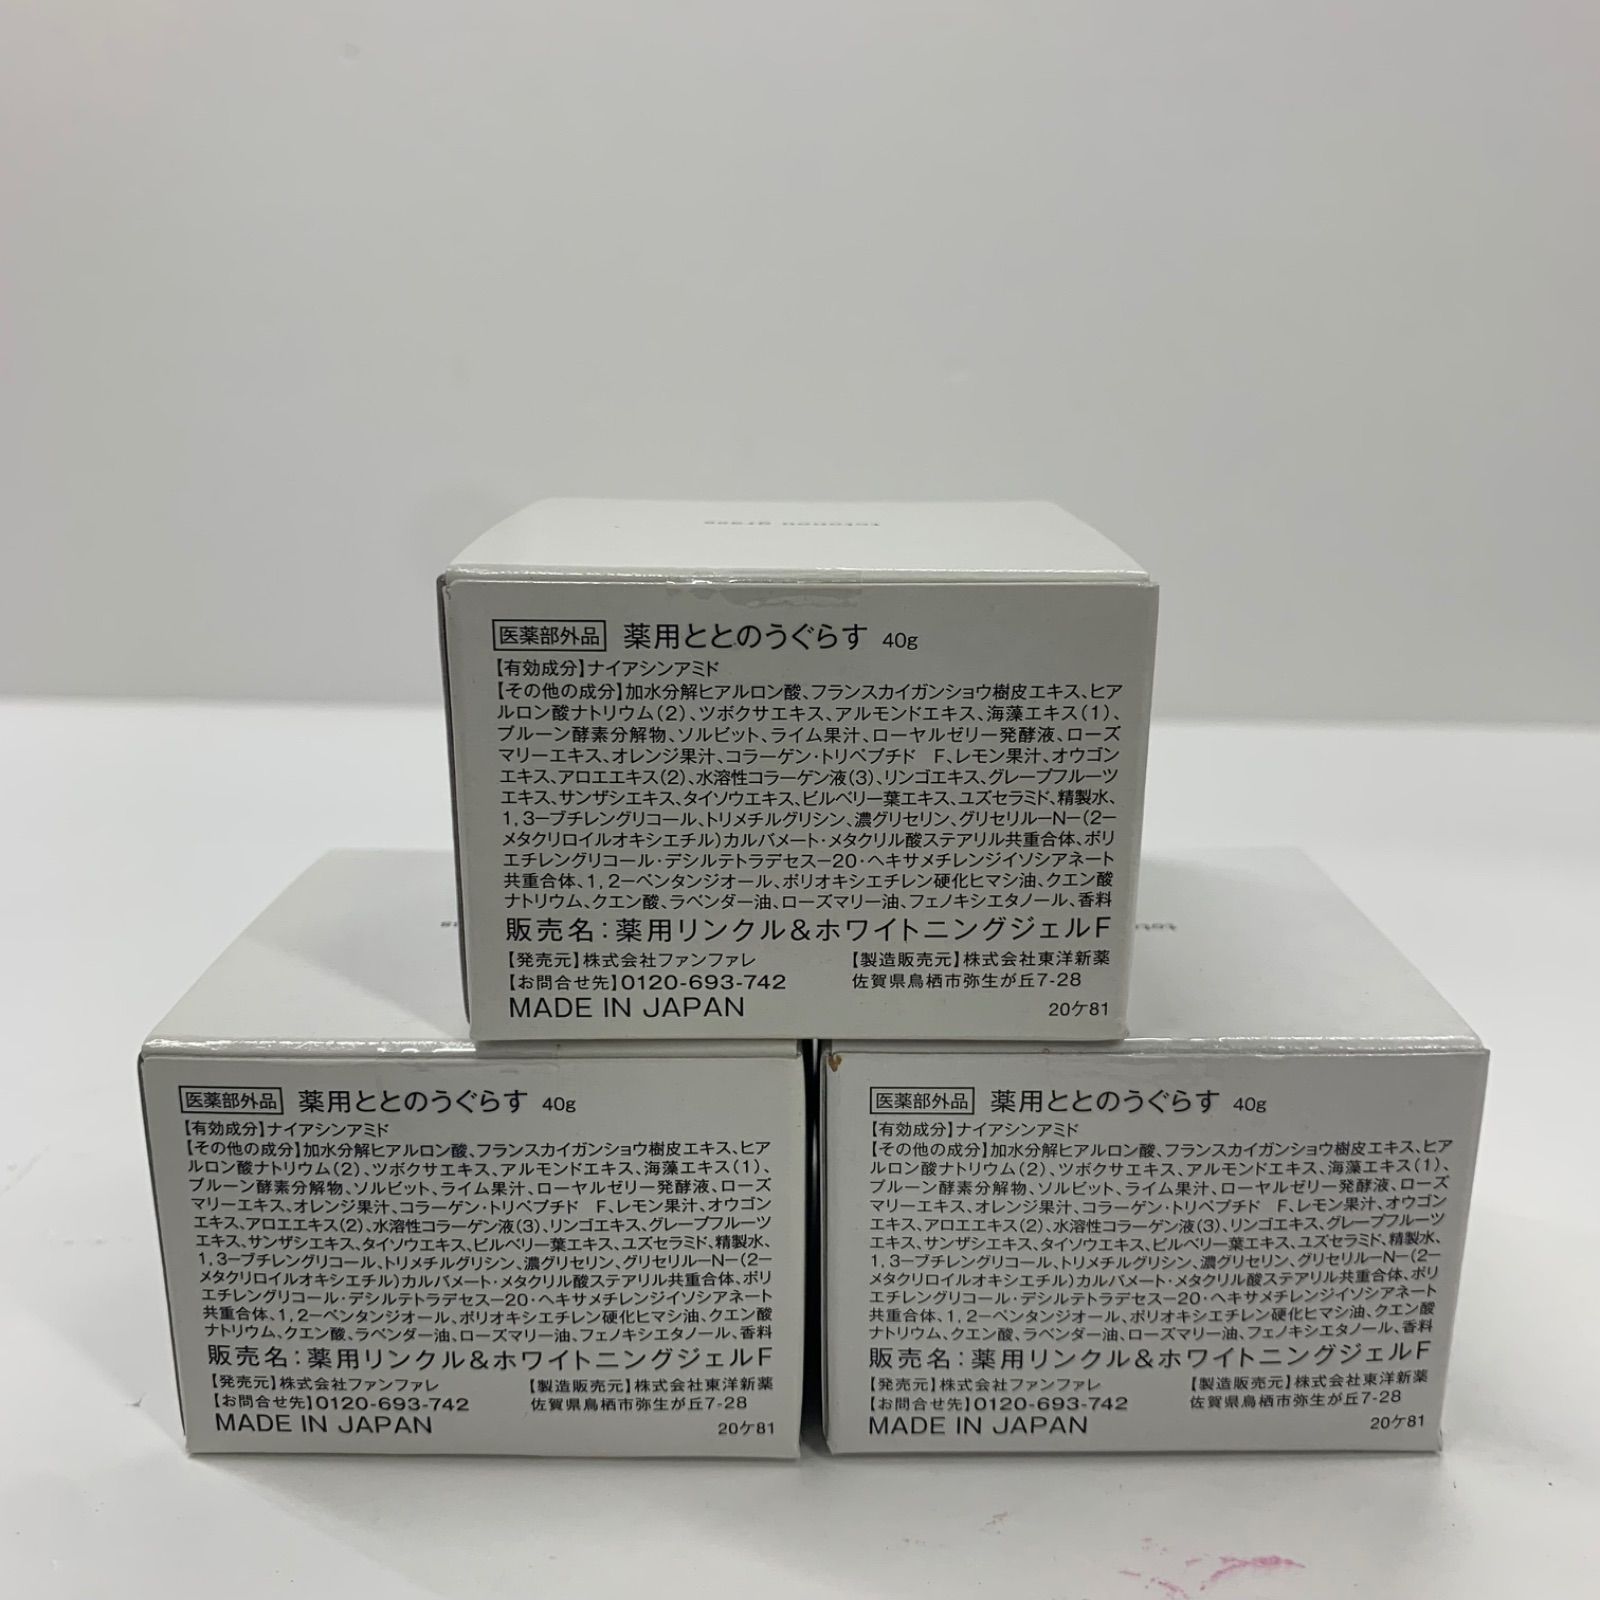 totonou grass
医薬部外品 薬用ととのうぐらす 40g
【有効成分】ナイアシンアミド
【その他の成分】加水分解ヒアルロン酸、フランスカイガンショウ樹皮エキス、ヒア
ルロン酸ナトリウム(2)、ツボクサエキス、アルモンドエキス、海藻エキス(1)、
プルーン酵素分解物、ソルビット、ライム果汁、ローヤルゼリー発酵液、ローズ
マリーエキス、オレンジ果汁、コラーゲン・トリペプチド F、レモン果汁、オウゴン
エキス、アロエエキス(2)、水溶性コラーゲン液(3)、リンゴエキス、グレープフルーツ
エキス、サンザシエキス、タイソウエキス、ビルベリー葉エキス、ユズセラミド、精製水、
1,3ーブチレングリコール、トリメチルグリシン、濃グリセリン、グリセリルーNー(2ー
メタクリロイルオキシエチル)カルバメート・メタクリル酸ステアリル共重合体、ポリ
エチレングリコール・デシルテトラデセスー20・ヘキサメチレンジイソシアネート
共重合体、1,2ーペンタンジオール、ポリオキシエチレン硬化ヒマシ油、クエン酸
ナトリウム、クエン酸、ラベンダー油、ローズマリー油、フェノキシエタノール、香料
販売名：薬用リンクル&ホワイトニングジェルF
【発売元】株式会社ファンファレ 【製造販売元】株式会社東洋新薬
【お問合せ先】0120-693-742 佐賀県鳥栖市弥生が丘7-28
MADE IN JAPAN 20ケ81
医薬部外品 薬用ととのうぐらす 40g
【有効成分】ナイアシンアミド
【その他の成分】加水分解ヒアルロン酸、フランスカイガンショウ樹皮エキス、ヒア
ルロン酸ナトリウム(2)、ツボクサエキス、アルモンドエキス、海藻エキス(1)、
プルーン酵素分解物、ソルビット、ライム果汁、ローヤルゼリー発酵液、ローズ
マリーエキス、オレンジ果汁、コラーゲン・トリペプチド F、レモン果汁、オウゴン
エキス、アロエエキス(2)、水溶性コラーゲン液(3)、リンゴエキス、グレープフルーツ
エキス、サンザシエキス、タイソウエキス、ビルベリー葉エキス、ユズセラミド、精製水、
1,3ーブチレングリコール、トリメチルグリシン、濃グリセリン、グリセリルーNー(2ー
メタクリロイルオキシエチル)カルバメート・メタクリル酸ステアリル共重合体、ポリ
エチレングリコール・デシルテトラデセスー20・ヘキサメチレンジイソシアネート
共重合体、1,2ーペンタンジオール、ポリオキシエチレン硬化ヒマシ油、クエン酸
ナトリウム、クエン酸、ラベンダー油、ローズマリー油、フェノキシエタノール、香料
販売名：薬用リンクル&ホワイトニングジェルF
【発売元】株式会社ファンファレ 【製造販売元】株式会社東洋新薬
【お問合せ先】0120-693-742 佐賀県鳥栖市弥生が丘7-28
MADE IN JAPAN 20ケ81
医薬部外品 薬用ととのうぐらす 40g
【有効成分】ナイアシンアミド
【その他の成分】加水分解ヒアルロン酸、フランスカイガンショウ樹皮エキス、ヒア
ルロン酸ナトリウム(2)、ツボクサエキス、アルモンドエキス、海藻エキス(1)、
プルーン酵素分解物、ソルビット、ライム果汁、ローヤルゼリー発酵液、ローズ
マリーエキス、オレンジ果汁、コラーゲン・トリペプチド F、レモン果汁、オウゴン
エキス、アロエエキス(2)、水溶性コラーゲン液(3)、リンゴエキス、グレープフルーツ
エキス、サンザシエキス、タイソウエキス、ビルベリー葉エキス、ユズセラミド、精製水、
1,3ーブチレングリコール、トリメチルグリシン、濃グリセリン、グリセリルーNー(2ー
メタクリロイルオキシエチル)カルバメート・メタクリル酸ステアリル共重合体、ポリ
エチレングリコール・デシルテトラデセスー20・ヘキサメチレンジイソシアネート
共重合体、1,2ーペンタンジオール、ポリオキシエチレン硬化ヒマシ油、クエン酸
ナトリウム、クエン酸、ラベンダー油、ローズマリー油、フェノキシエタノール、香料
販売名：薬用リンクル&ホワイトニングジェルF
【発売元】株式会社ファンファレ 【製造販売元】株式会社東洋新薬
【お問合せ先】0120-693-742 佐賀県鳥栖市弥生が丘7-28
MADE IN JAPAN 20ケ81